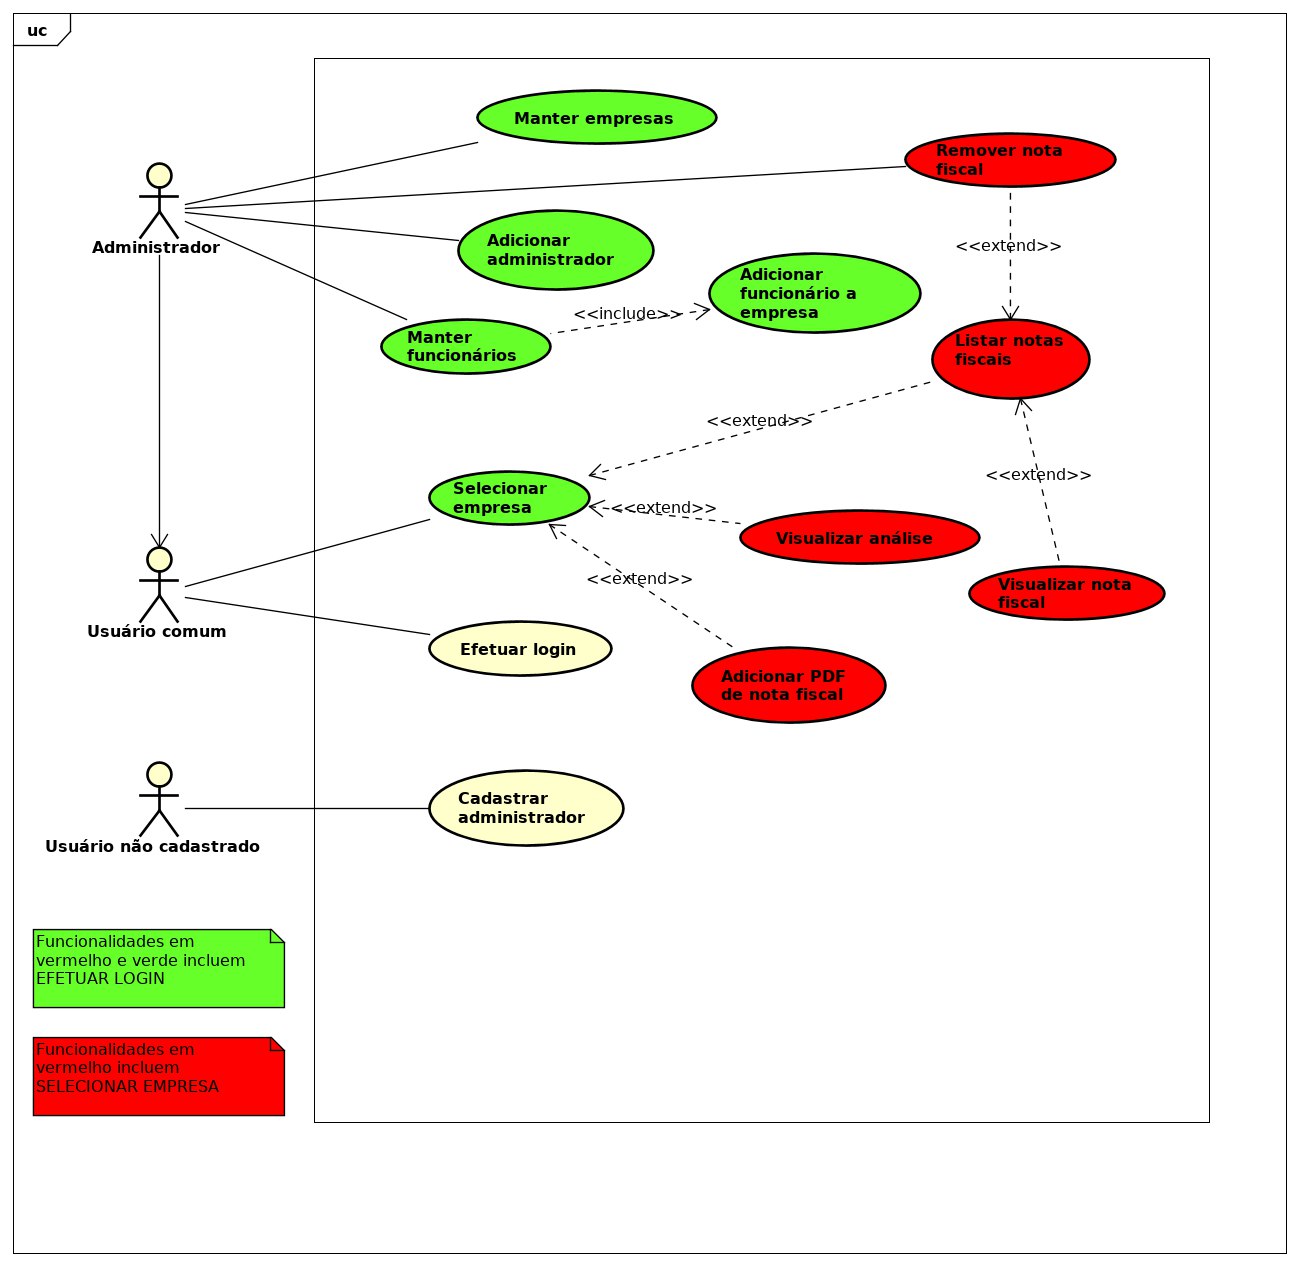 uc
Manter empresas
Remover nota
fiscal
Administrador
Adicionar
administrador
<<extend>>
Adicionar
funcionário a
empresa
<<include>>
Manter
funcionários
Listar notas
fiscais
<<extend>>
Selecionar
empresa
<<extend>>
<<extend>>
Visualizar análise
<<extend>>
Visualizar nota
fiscal
Usuário comum
Efetuar login
Adicionar PDF
de nota fiscal
Cadastrar
administrador
Usuário não cadastrado
Funcionalidades em
vermelho e verde incluem
EFETUAR LOGIN
Funcionalidades em
vermelho incluem
SELECIONAR EMPRESA